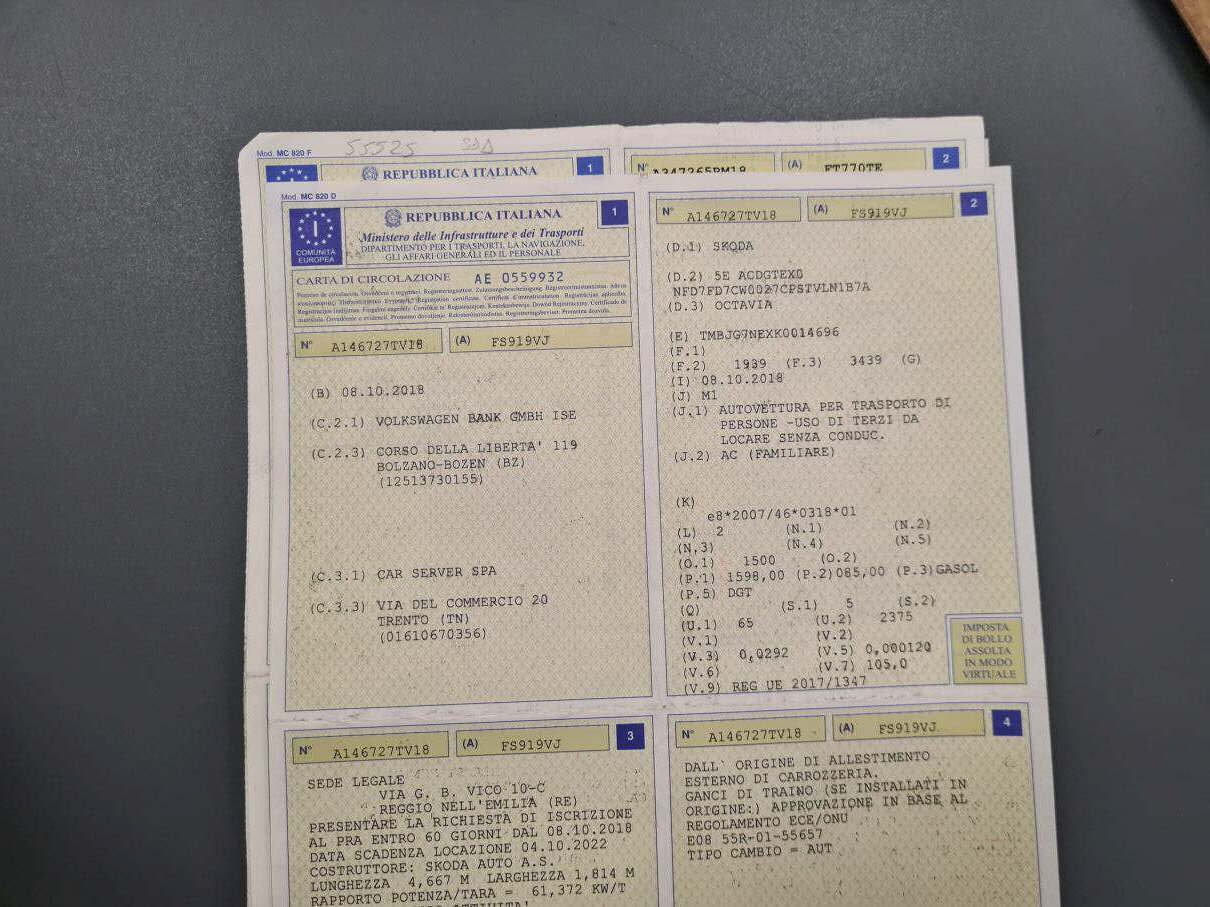 55525
Mod. MC 820 F
REPUBBLICA ITALIANA
1
N° A347265RM18
(A) FT770TE
2
Mod. MC 820 D
I
COMUNITÀ
EUROPEA
REPUBBLICA ITALIANA
1
Ministero delle Infrastrutture e dei Trasporti
DIPARTIMENTO PER I TRASPORTI, LA NAVIGAZIONE,
GLI AFFARI GENERALI ED IL PERSONALE
CARTA DI CIRCOLAZIONE AE 0559932
N° A146727TV18 (A) FS919VJ
(B) 08.10.2018
(C.2.1) VOLKSWAGEN BANK GMBH ISE
(C.2.3) CORSO DELLA LIBERTA' 119
BOLZANO-BOZEN (BZ)
(12513730155)
(C.3.1) CAR SERVER SPA
(C.3.3) VIA DEL COMMERCIO 20
TRENTO (TN)
(01610670356)
N° A146727TV18 (A) FS919VJ 2
(D.1) SKODA
(D.2) 5E ACDGTEX0
NFD7FD7CW0027CPSTVLN1B7A
(D.3) OCTAVIA
(E) TMBJG7NEXK0014696
(F.1)
(F.2) 1939 (F.3) 3439 (G)
(I) 08.10.2018
(J) M1
(J.1) AUTOVETTURA PER TRASPORTO DI
PERSONE -USO DI TERZI DA
LOCARE SENZA CONDUC.
(J.2) AC (FAMILIARE)
(K)
e8*2007/46*0318*01
(L) 2 (N.1) (N.2)
(N.3) (N.4) (N.5)
(O.1) 1500 (O.2)
(P.1) 1598,00 (P.2)085,00 (P.3)GASOL
(P.5) DGT
(Q) (S.1) 5 (S.2)
(U.1) 65 (U.2) 2375
(V.1) (V.2)
(V.3) 0,0292 (V.5) 0,000120
(V.6) (V.7) 105,0
(V.9) REG UE 2017/1347
IMPOSTA
DI BOLLO
ASSOLTA
IN MODO
VIRTUALE
N° A146727TV18 (A) FS919VJ 3
SEDE LEGALE
VIA G. B. VICO 10-C
REGGIO NELL'EMILIA (RE)
PRESENTARE LA RICHIESTA DI ISCRIZIONE
AL PRA ENTRO 60 GIORNI DAL 08.10.2018
DATA SCADENZA LOCAZIONE 04.10.2022
COSTRUTTORE: SKODA AUTO A.S.
LUNGHEZZA 4,667 M LARGHEZZA 1,814 M
RAPPORTO POTENZA/TARA = 61,372 KW/T
N° A146727TV18 (A) FS919VJ 4
DALL` ORIGINE DI ALLESTIMENTO
ESTERNO DI CARROZZERIA.
GANCI DI TRAINO (SE INSTALLATI IN
ORIGINE:) APPROVAZIONE IN BASE AL
REGOLAMENTO ECE/ONU
E08 55R-01-55657
TIPO CAMBIO = AUT